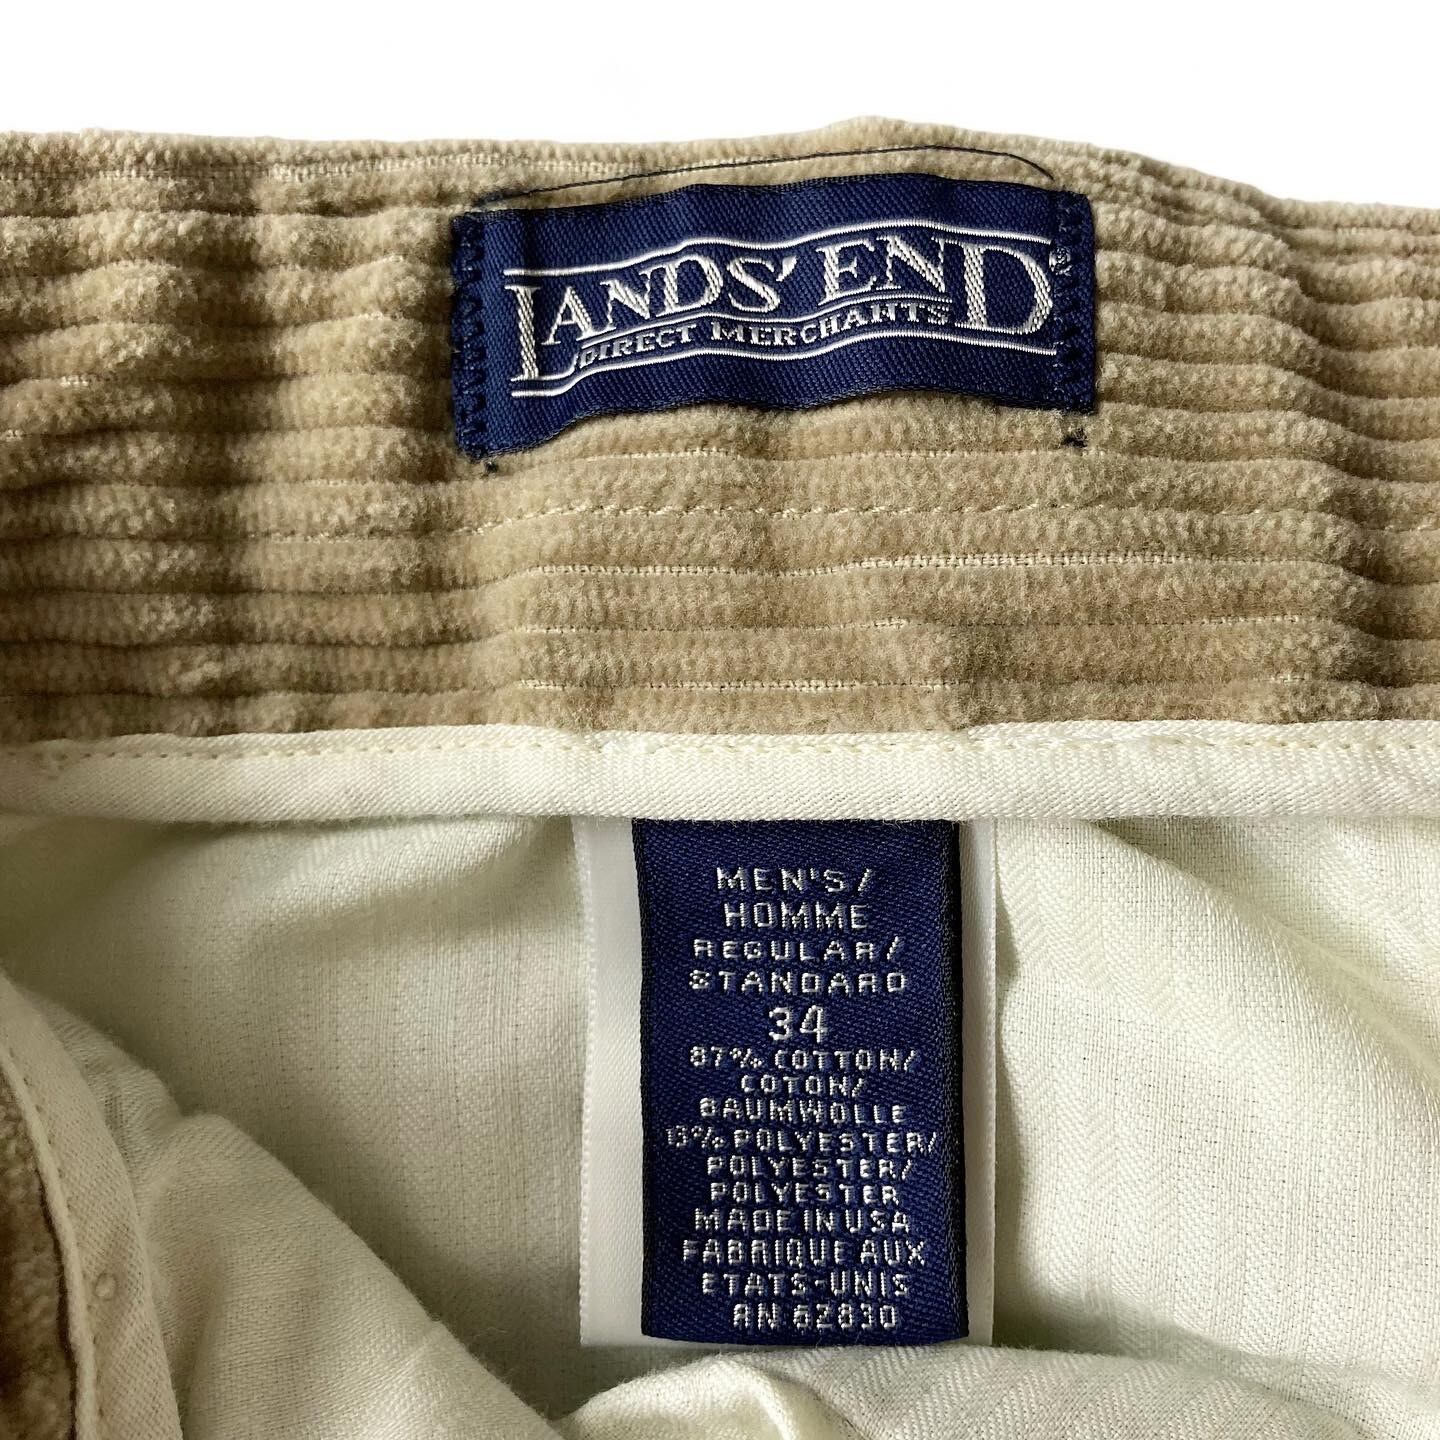 LANDS' END
DIRECT MERCHANTS
MEN'S/
HOMME
REGULAR/
STANDARD
34
87% COTTON/
COTON/
BAUMWOLLE
13% POLYESTER/
POLYESTER/
POLYESTER
MADE IN USA
FABRIQUE AUX
ETATS-UNIS
RN 62830